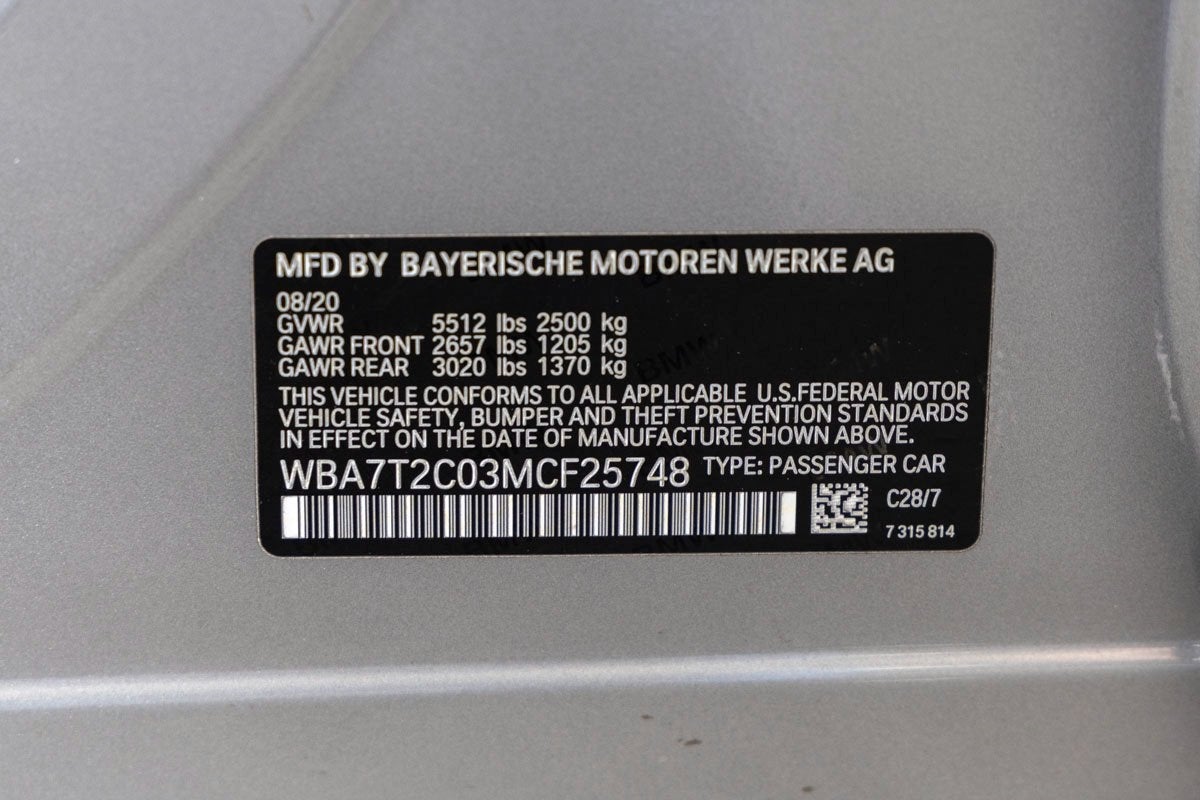 MFD BY BAYERISCHE MOTOREN WERKE AG
08/20
GVWR 5512 lbs 2500 kg
GAWR FRONT 2657 lbs 1205 kg
GAWR REAR 3020 lbs 1370 kg
THIS VEHICLE CONFORMS TO ALL APPLICABLE U.S.FEDERAL MOTOR
VEHICLE SAFETY, BUMPER AND THEFT PREVENTION STANDARDS
IN EFFECT ON THE DATE OF MANUFACTURE SHOWN ABOVE.
WBA7T2C03MCF25748 TYPE: PASSENGER CAR
C28/7
7 315 814